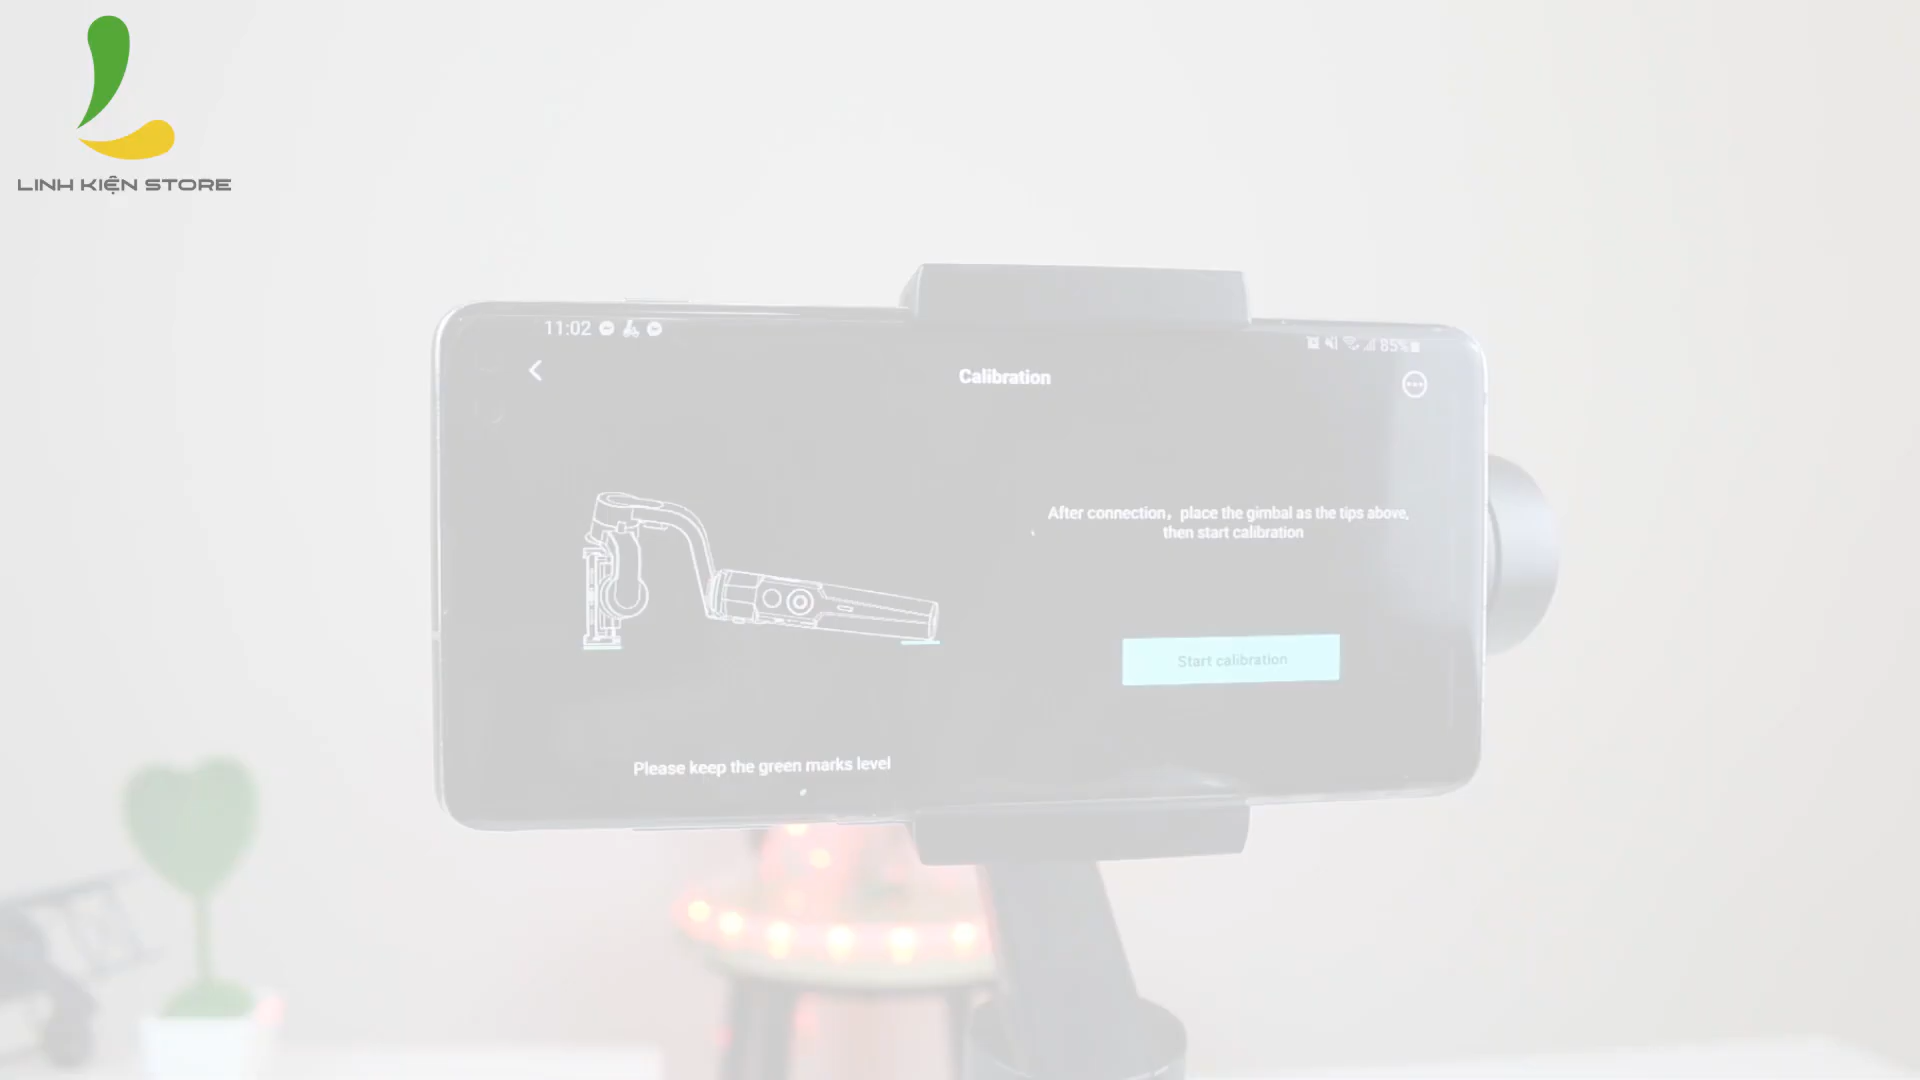 LINH KIỆN STORE
11:02
85%
Calibration
After connection，place the gimbal as the tips above,
then start calibration
Start calibration
Please keep the green marks level